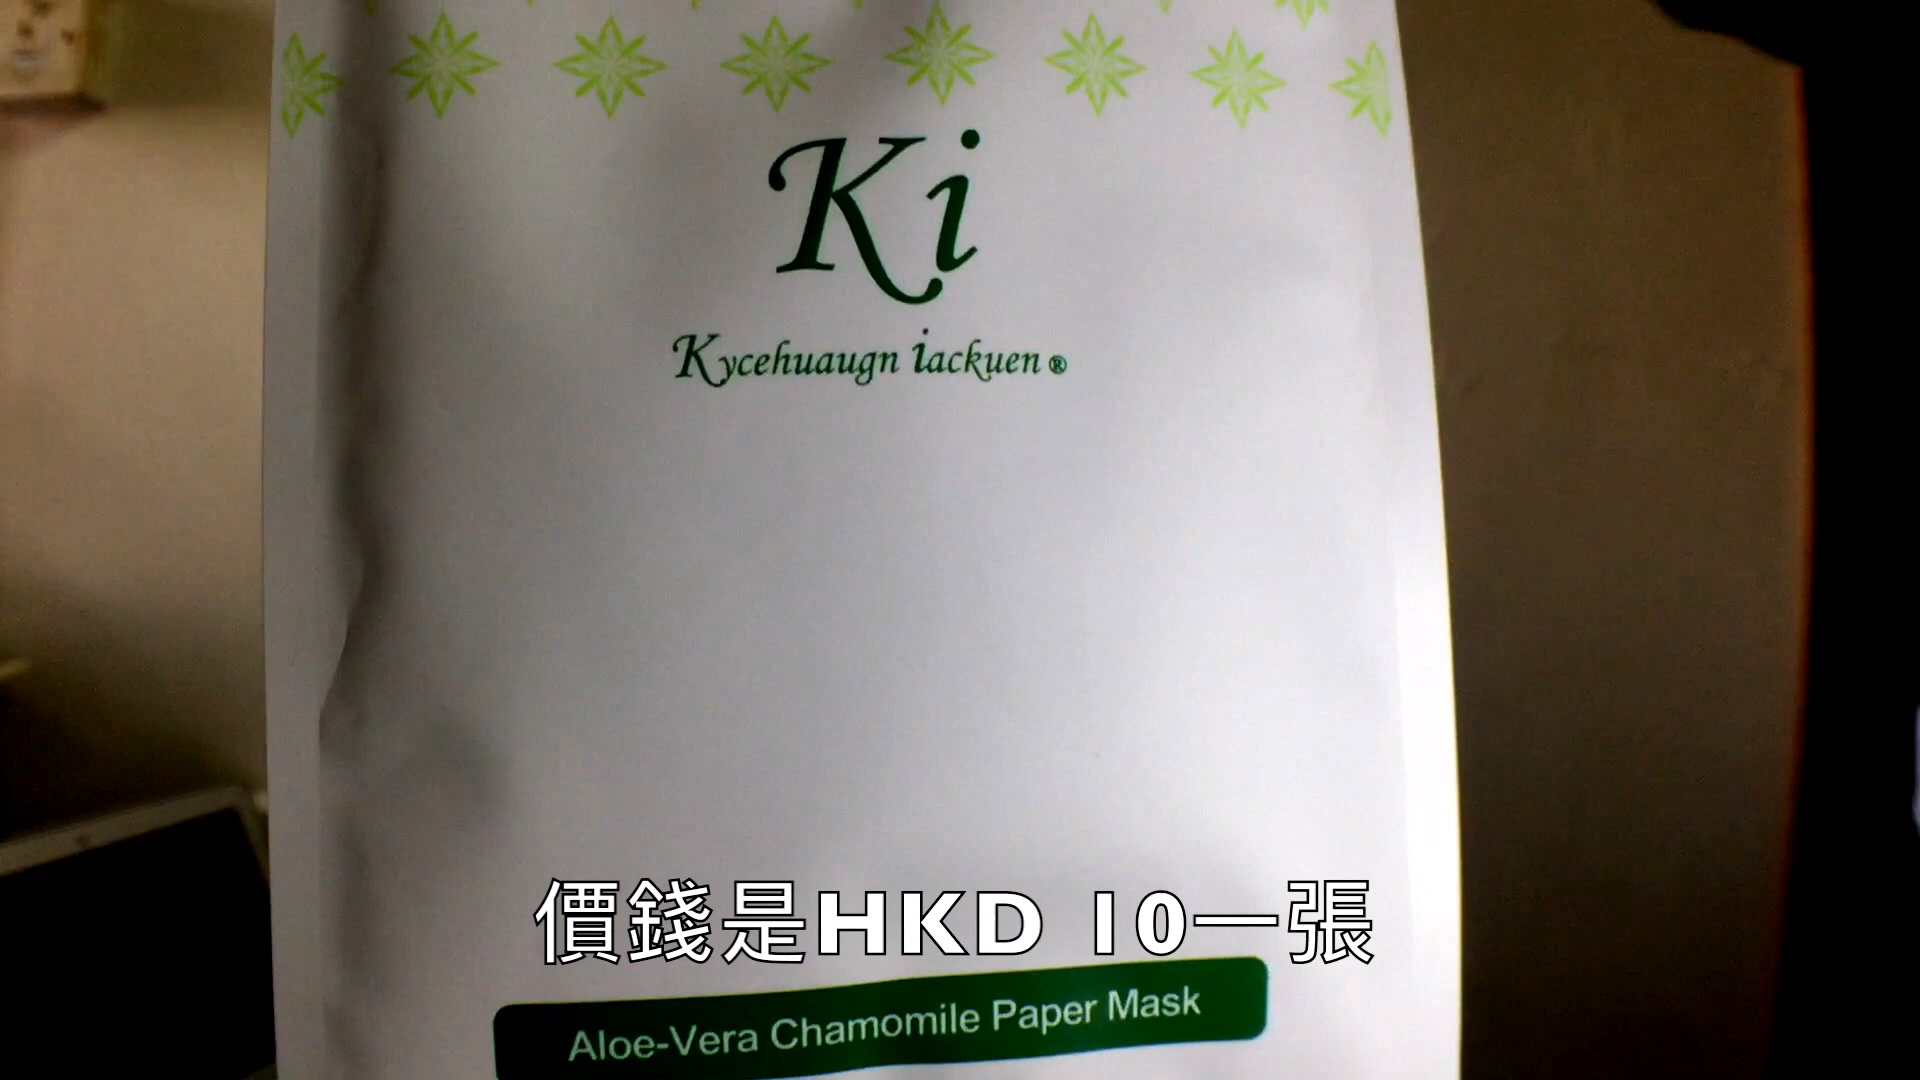 Ki
Kycehuaugn iackuen ®
價錢是HKD 10一張
Aloe-Vera Chamomile Paper Mask